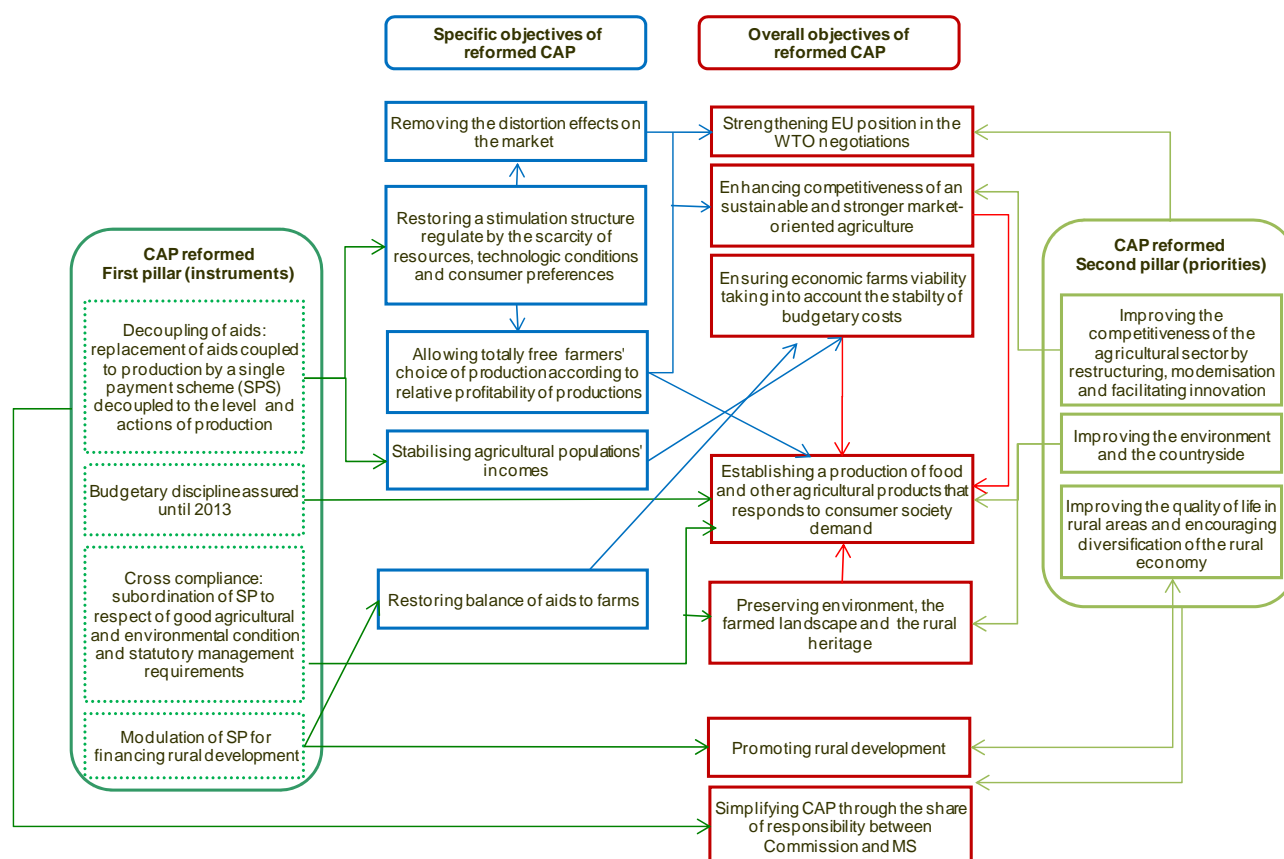 Specific objectives of
reformed CAP
Overall objectives of
reformed CAP
CAP reformed
First pillar (instruments)
Decoupling of aids:
replacement of aids coupled
to production by a single
payment scheme (SPS)
decoupled to the level and
actions of production
Budgetary discipline assured
until 2013
Cross compliance:
subordination of SP to
respect of good agricultural
and environmental condition
and statutory management
requirements
Modulation of SP for
financing rural development
Removing the distortion effects on
the market
Restoring a stimulation structure
regulate by the scarcity of
resources, technologic conditions
and consumer preferences
Allowing totally free farmers'
choice of production according to
relative profitability of productions
Stabilising agricultural populations'
incomes
Restoring balance of aids to farms
Strengthening EU position in the
WTO negotiations
Enhancing competitiveness of an
sustainable and stronger market-
oriented agriculture
Ensuring economic farms viability
taking into account the stabilty of
budgetary costs
Establishing a production of food
and other agricultural products that
responds to consumer society
demand
Preserving environment, the
farmed landscape and the rural
heritage
Promoting rural development
Simplifying CAP through the share
of responsibility between
Commission and MS
CAP reformed
Second pillar (priorities)
Improving the
competitiveness of the
agricultural sector by
restructuring, modernisation
and facilitating innovation
Improving the environment
and the countryside
Improving the quality of life in
rural areas and encouraging
diversification of the rural
economy